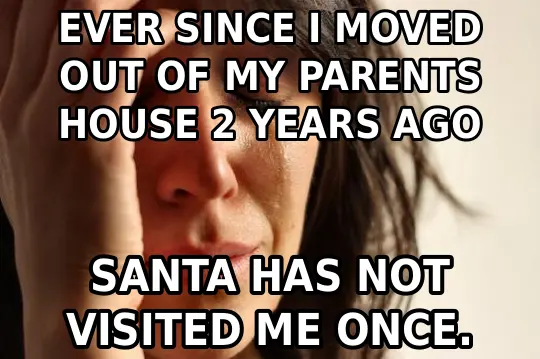 EVER SINCE I MOVED
OUT OF MY PARENTS
HOUSE 2 YEARS AGO
SANTA HAS NOT
VISITED ME ONCE.